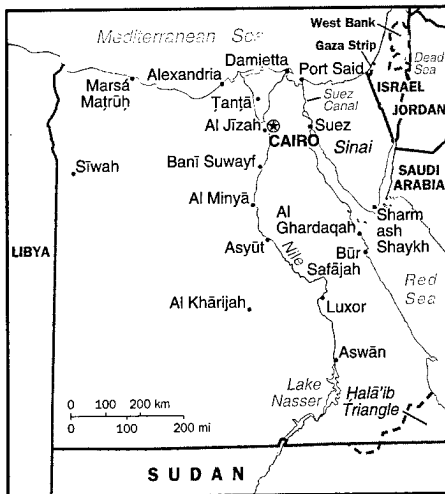 Mediterranean Sea
West Bank
Gaza Strip
Dead
Sea
Damietta
Port Said
Alexandria
Marsá
Maţrūḥ
Suez
Canal
ISRAEL
JORDAN
Ţanţā
Al Jīzah
CAIRO
Suez
Sinai
Sīwah
Banī Suwayf
SAUDI
ARABIA
Al Minyā
Al
Ghardaqah
Sharm
ash
Shaykh
LIBYA
Asyūt
Nile
Būr
Safājah
Red
Sea
Al Khārijah
Luxor
Aswān
Lake
Nasser
Ḥalā'ib
Triangle
0 100 200 km
0 100 200 mi
SUDAN